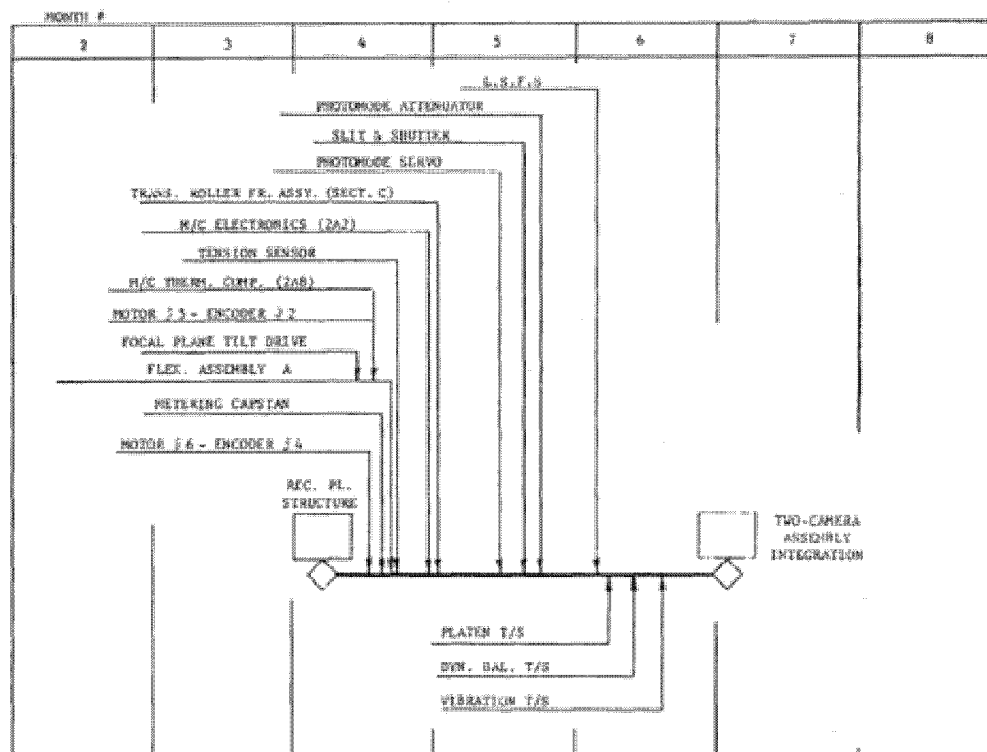 MONTH #
2 3 4 5 6 7 8
L.S.F.S
PHOTOMODE ATTENUATOR
SLIT & SHUTTER
PHOTOMODE SERVO
TRANS. ROLLER FR. ASSY. (SECT. C)
M/C ELECTRONICS (2A2)
TENSION SENSOR
M/C THERM. COMP. (2A8)
MOTOR 5 - ENCODER 2
FOCAL PLANE TILT DRIVE
FLEX. ASSEMBLY A
METERING CAPSTAN
MOTOR 6 - ENCODER
REC. PL.
STRUCTURE
TWO-CAMERA
ASSEMBLY
INTEGRATION
PLATEN T/S
DYN. BAL. T/S
VIBRATION T/S